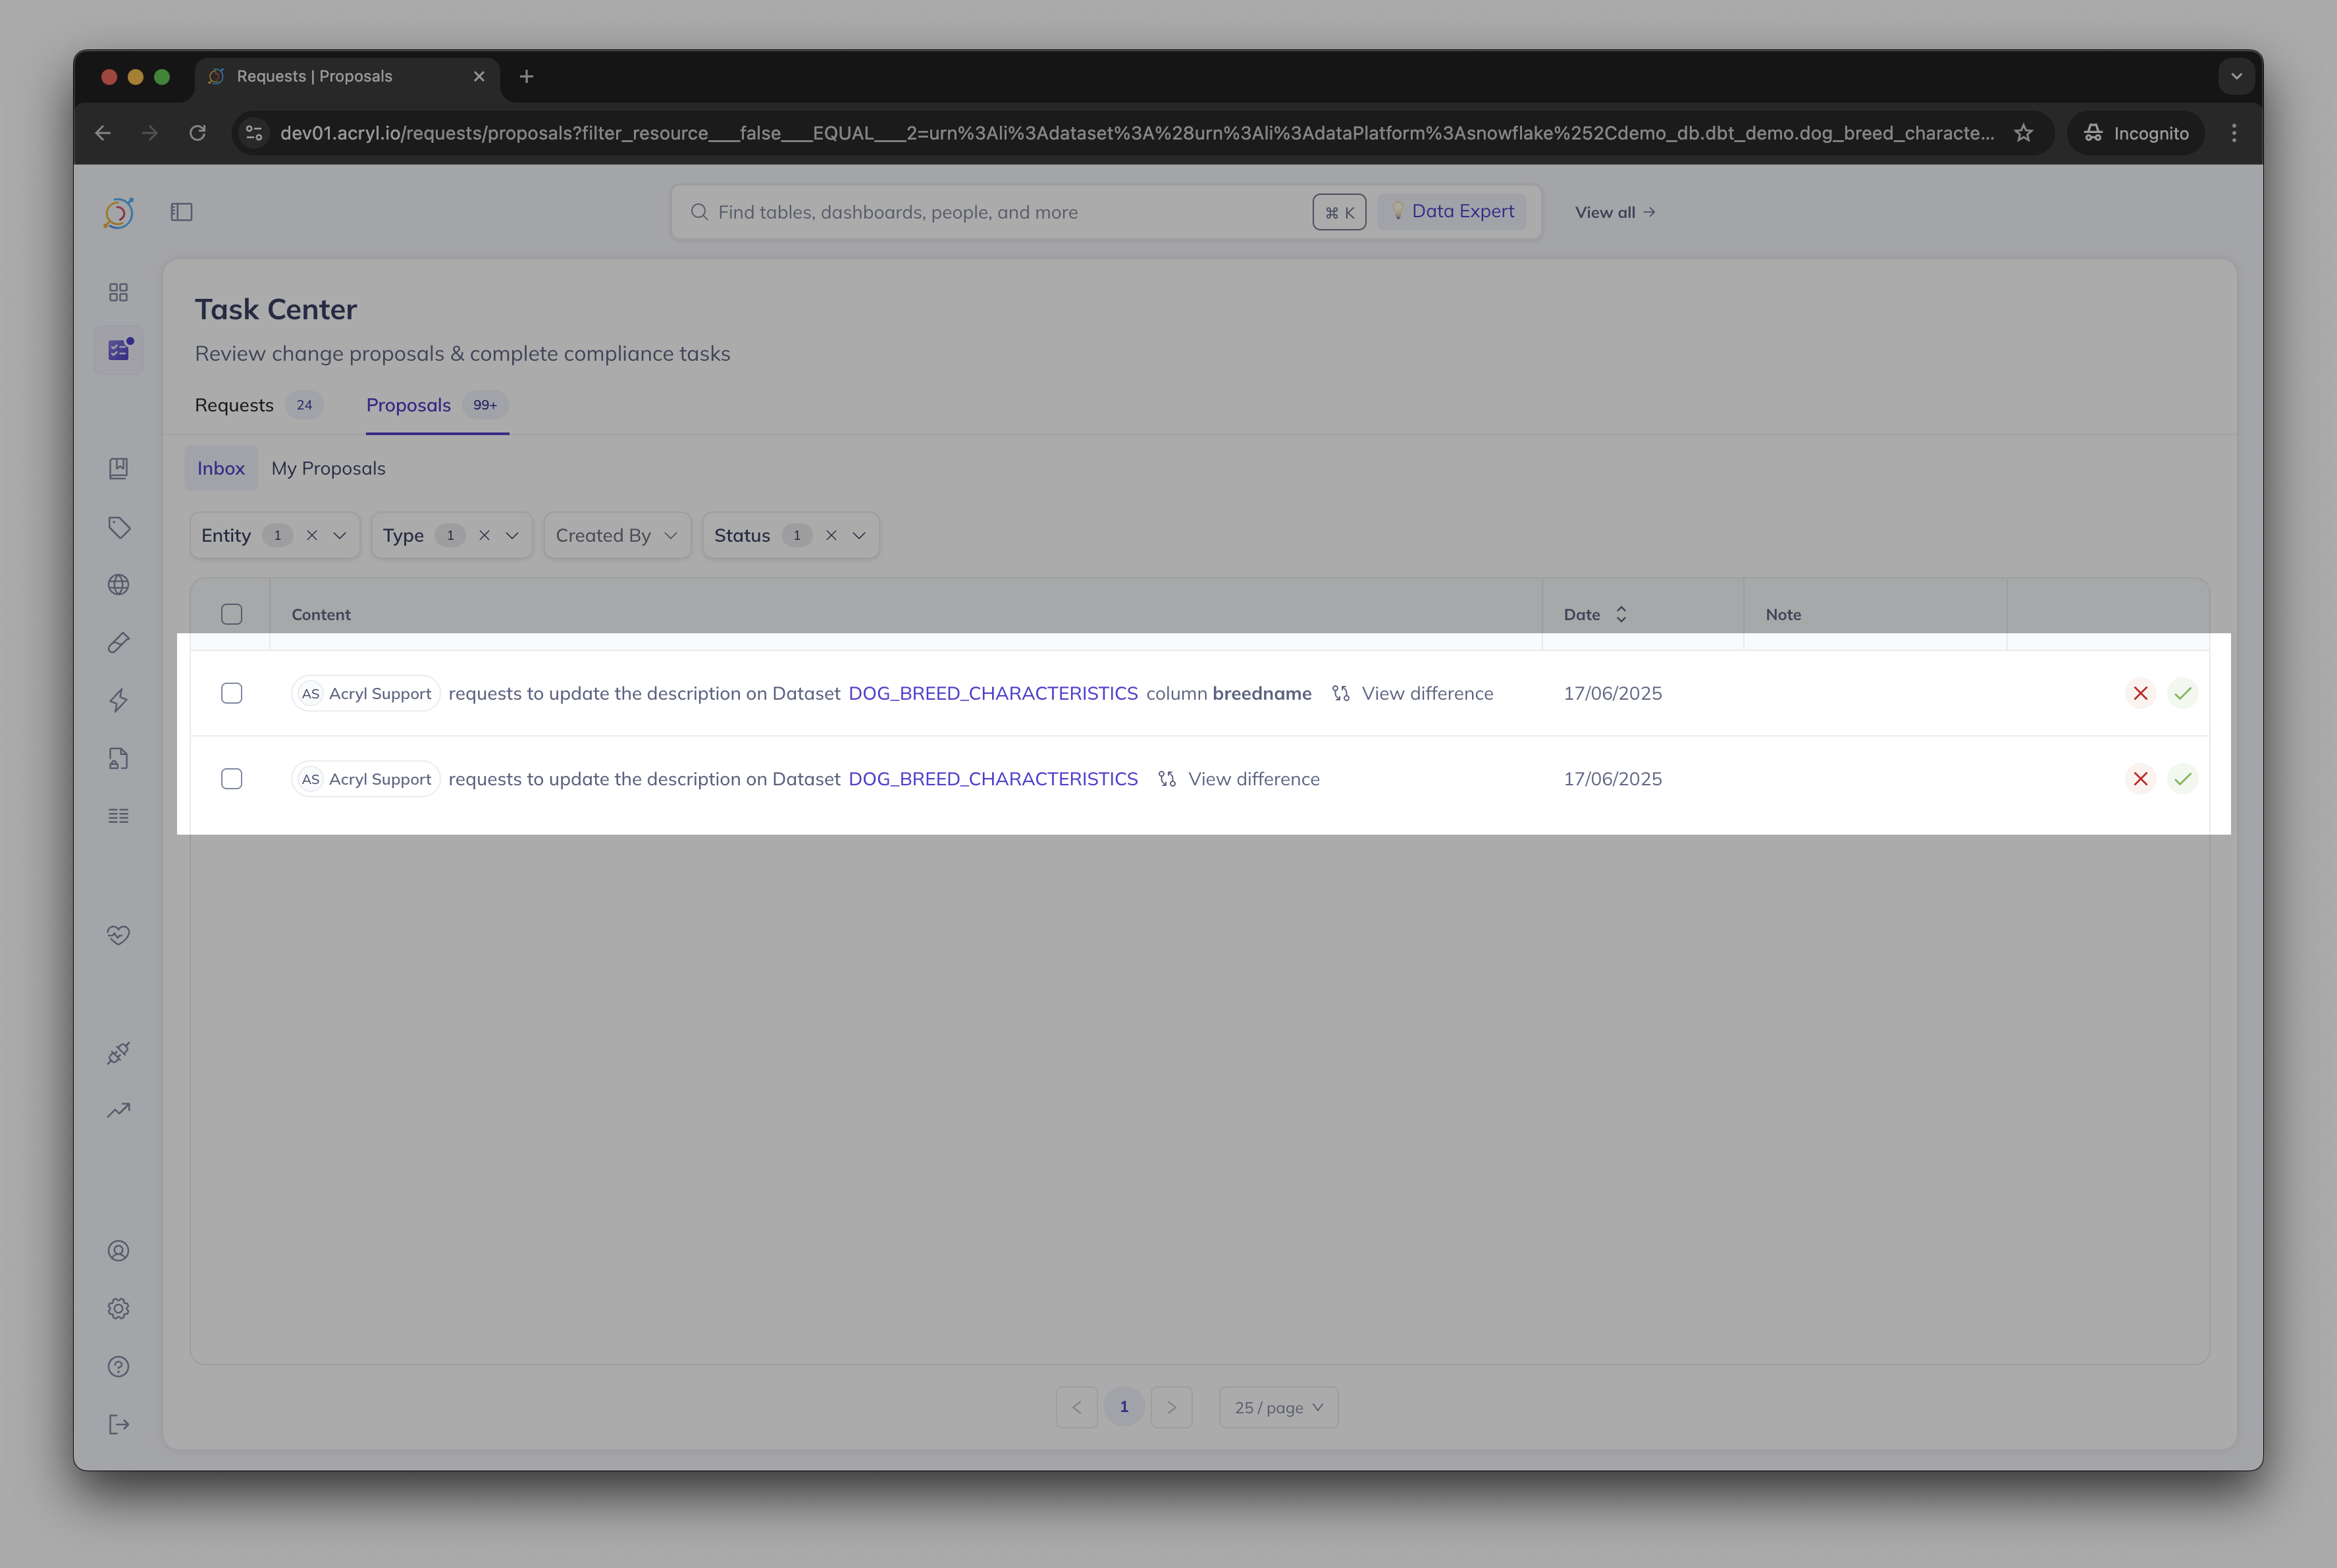 Requests | Proposals
dev01.acryl.io/requests/proposals?filter_resource___false___EQUAL___2=urn%3Ali%3Adataset%3A%28urn%3Ali%3AdataPlatform%3Asnowflake%252Cdemo_db.dbt_demo.dog_breed_characte... Incognito
Find tables, dashboards, people, and more ⌘ K Data Expert View all →
Task Center
Review change proposals & complete compliance tasks
Requests 24 Proposals 99+
Inbox My Proposals
Entity 1 Type 1 Created By Status 1
Content Date Note
AS Acryl Support requests to update the description on Dataset DOG_BREED_CHARACTERISTICS column breedname View difference 17/06/2025
AS Acryl Support requests to update the description on Dataset DOG_BREED_CHARACTERISTICS View difference 17/06/2025
1 25 / page